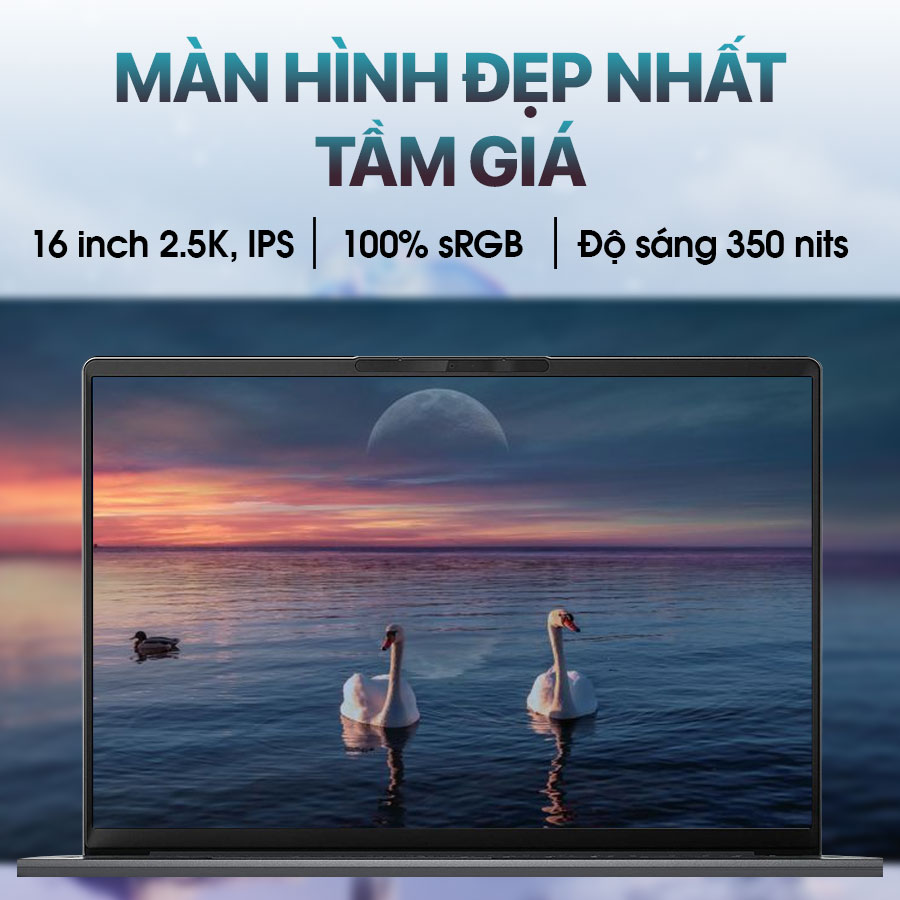 MÀN HÌNH ĐẸP NHẤT
TẦM GIÁ
16 inch 2.5K, IPS | 100% sRGB | Độ sáng 350 nits